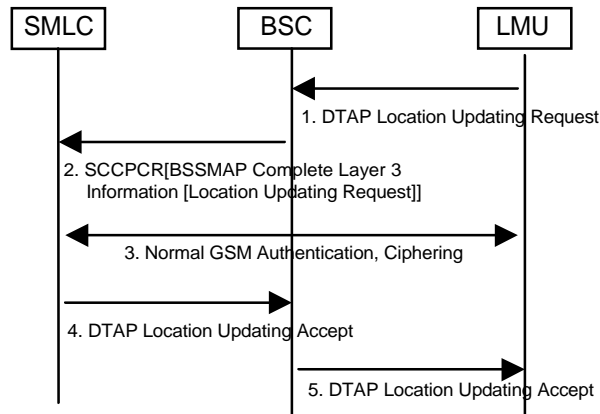 SMLC
BSC
LMU
1. DTAP Location Updating Request
2. SCCPCR[BSSMAP Complete Layer 3
Information [Location Updating Request]]
3. Normal GSM Authentication, Ciphering
4. DTAP Location Updating Accept
5. DTAP Location Updating Accept